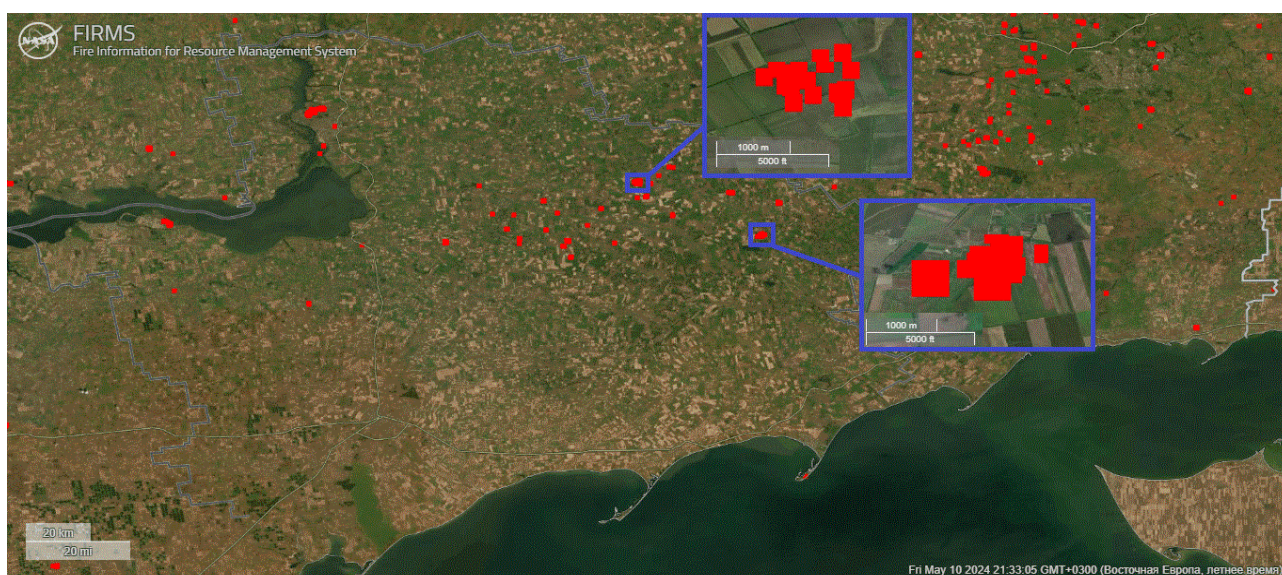 NASA
FIRMS
Fire Information for Resource Management System
1000 m
5000 ft
1000 m
5000 ft
20 km
20 mi
Fri May 10 2024 21:33:05 GMT+0300 (Восточная Европа, летнее время)